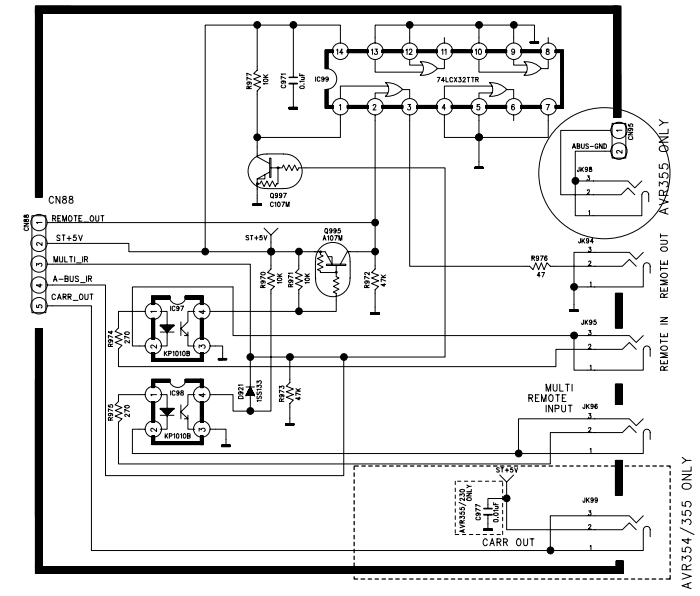 14 13 12 11 10 9 8
IC99
74LCX32TTR
1 2 3 4 5 6 7
R977
10K
C971
0.1uF
Q997
C107M
CN95
1
2
ABUS-GND
JK98
3
2
1
AVR355 ONLY
CN88
CN88
1 REMOTE_OUT
2 ST+5V
3 MULTI_IR
4 A-BUS_IR
5 CARR_OUT
ST+5V
Q995
A107M
R970
10K
R971
10K
R972
47K
R976
47
JK94
3
2
1
REMOTE OUT
IC97
1 4
2 3
KP1010B
R974
270
JK95
3
2
1
REMOTE IN
IC98
1 4
2 3
KP1010B
R975
270
D921
1SS133
R973
47K
MULTI
REMOTE
INPUT
JK96
3
2
1
ST+5V
AVR355/230
ONLY
C977
0.01uF
CARR OUT
JK99
3
2
1
AVR354/355 ONLY